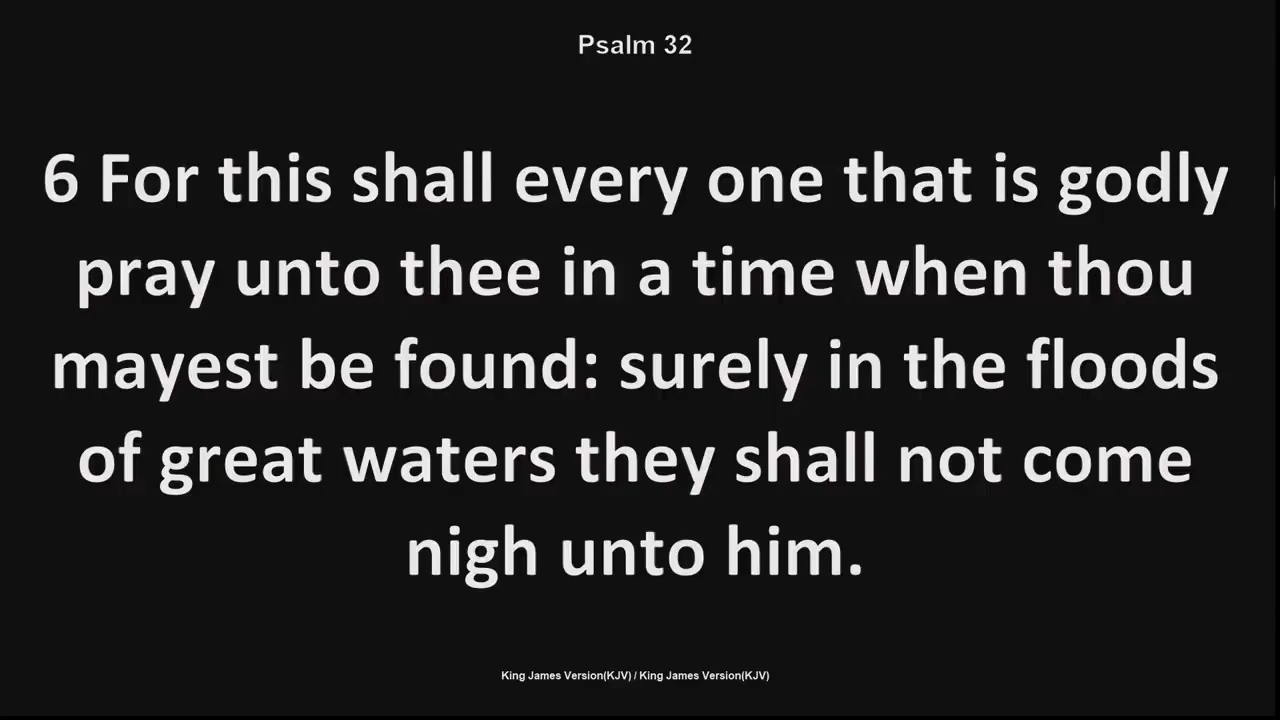 Psalm 32
6 For this shall every one that is godly
pray unto thee in a time when thou
mayest be found: surely in the floods
of great waters they shall not come
nigh unto him.
King James Version(KJV) / King James Version(KJV)